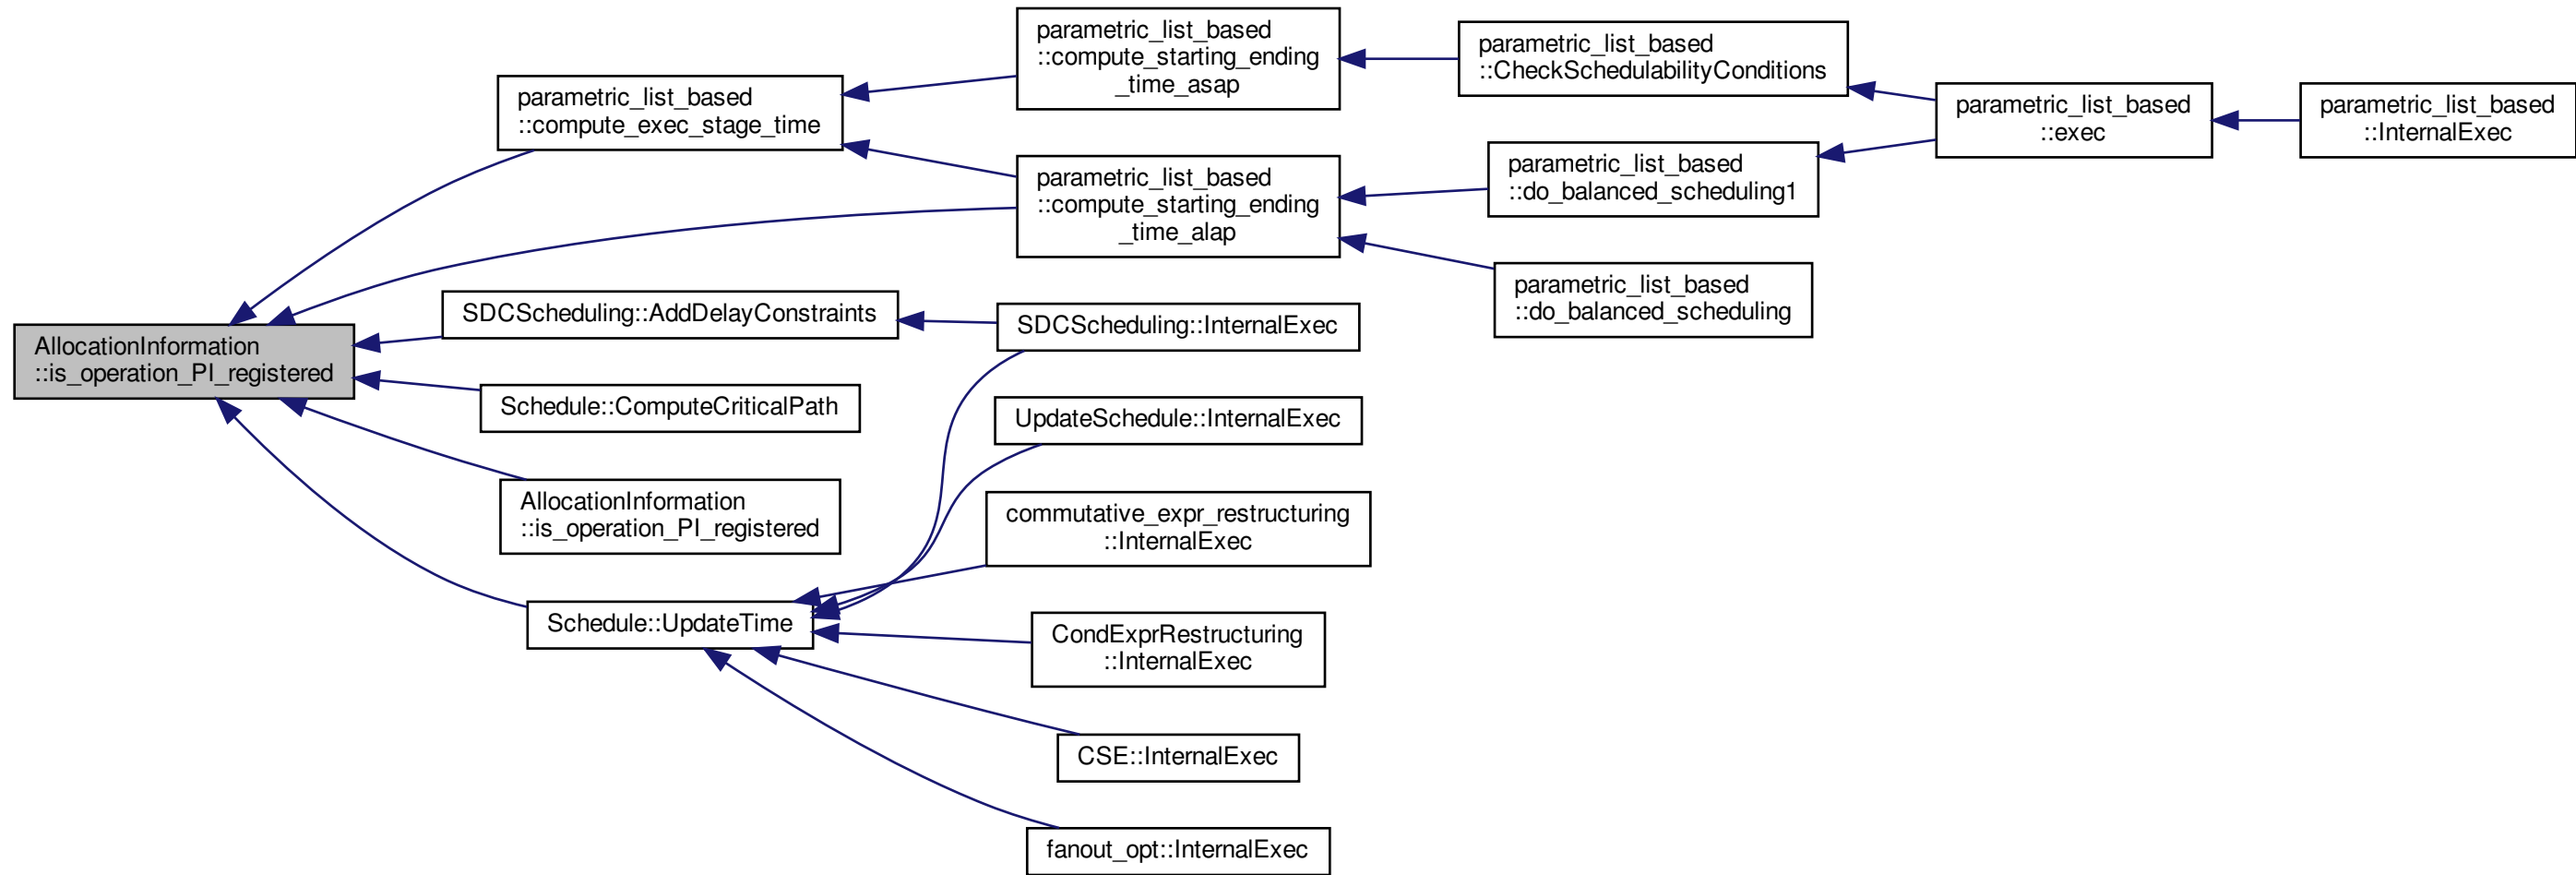 AllocationInformation
::is_operation_PI_registered
parametric_list_based
::compute_exec_stage_time
parametric_list_based
::compute_starting_ending
_time_asap
parametric_list_based
::CheckSchedulabilityConditions
parametric_list_based
::exec
parametric_list_based
::InternalExec
parametric_list_based
::compute_starting_ending
_time_alap
parametric_list_based
::do_balanced_scheduling1
parametric_list_based
::do_balanced_scheduling
SDCScheduling::AddDelayConstraints
SDCScheduling::InternalExec
Schedule::ComputeCriticalPath
AllocationInformation
::is_operation_PI_registered
Schedule::UpdateTime
UpdateSchedule::InternalExec
commutative_expr_restructuring
::InternalExec
CondExprRestructuring
::InternalExec
CSE::InternalExec
fanout_opt::InternalExec